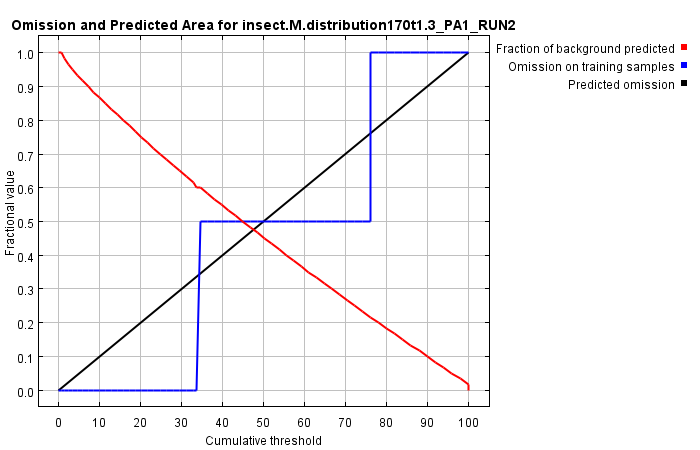 Omission and Predicted Area for insect.M.distribution170t1.3_PA1_RUN2
Fraction of background predicted
Omission on training samples
Predicted omission
Fractional value
1.0
0.9
0.8
0.7
0.6
0.5
0.4
0.3
0.2
0.1
0.0
0 10 20 30 40 50 60 70 80 90 100
Cumulative threshold